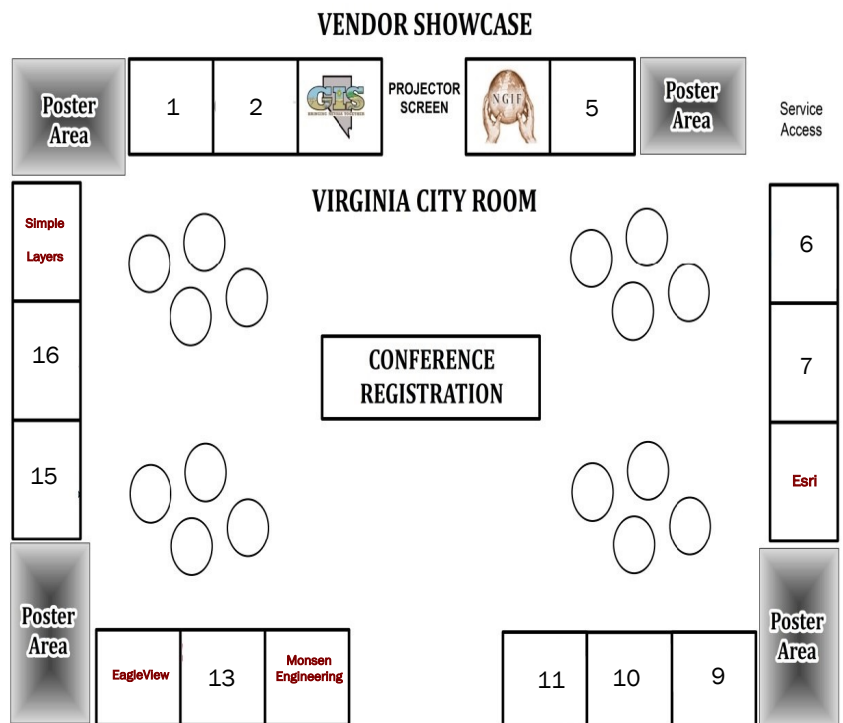 VENDOR SHOWCASE
Poster
Area
1
2
GIS
PROJECTOR
SCREEN
NGIF
5
Poster
Area
Service
Access
VIRGINIA CITY ROOM
Simple
Layers
6
16
7
CONFERENCE
REGISTRATION
15
Esri
Poster
Area
EagleView
13
Monsen
Engineering
11
10
9
Poster
Area